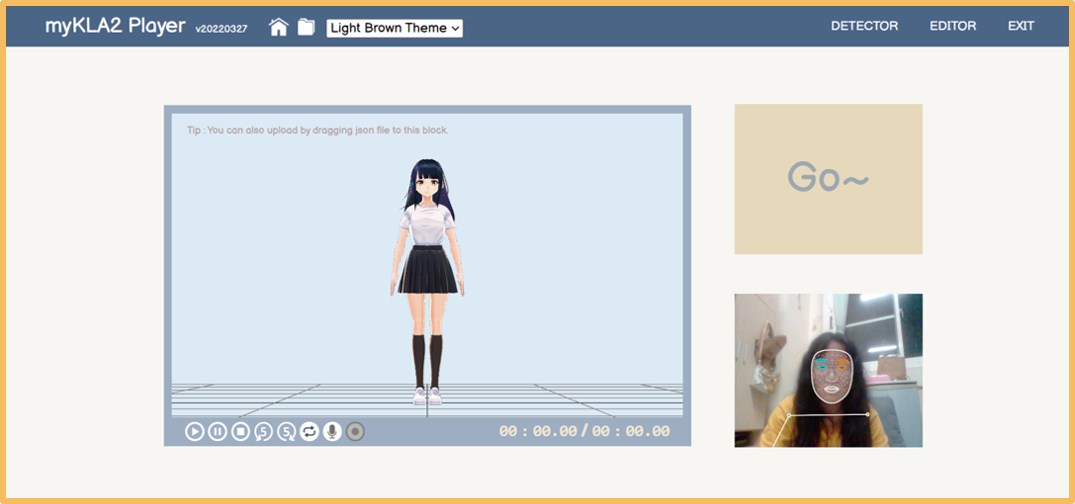 myKLA2 Player v20220327 Light Brown Theme DETECTOR EDITOR EXIT
Tip : You can also upload by dragging json file to this block.
Go~
5 5 00 : 00.00 / 00 : 00.00